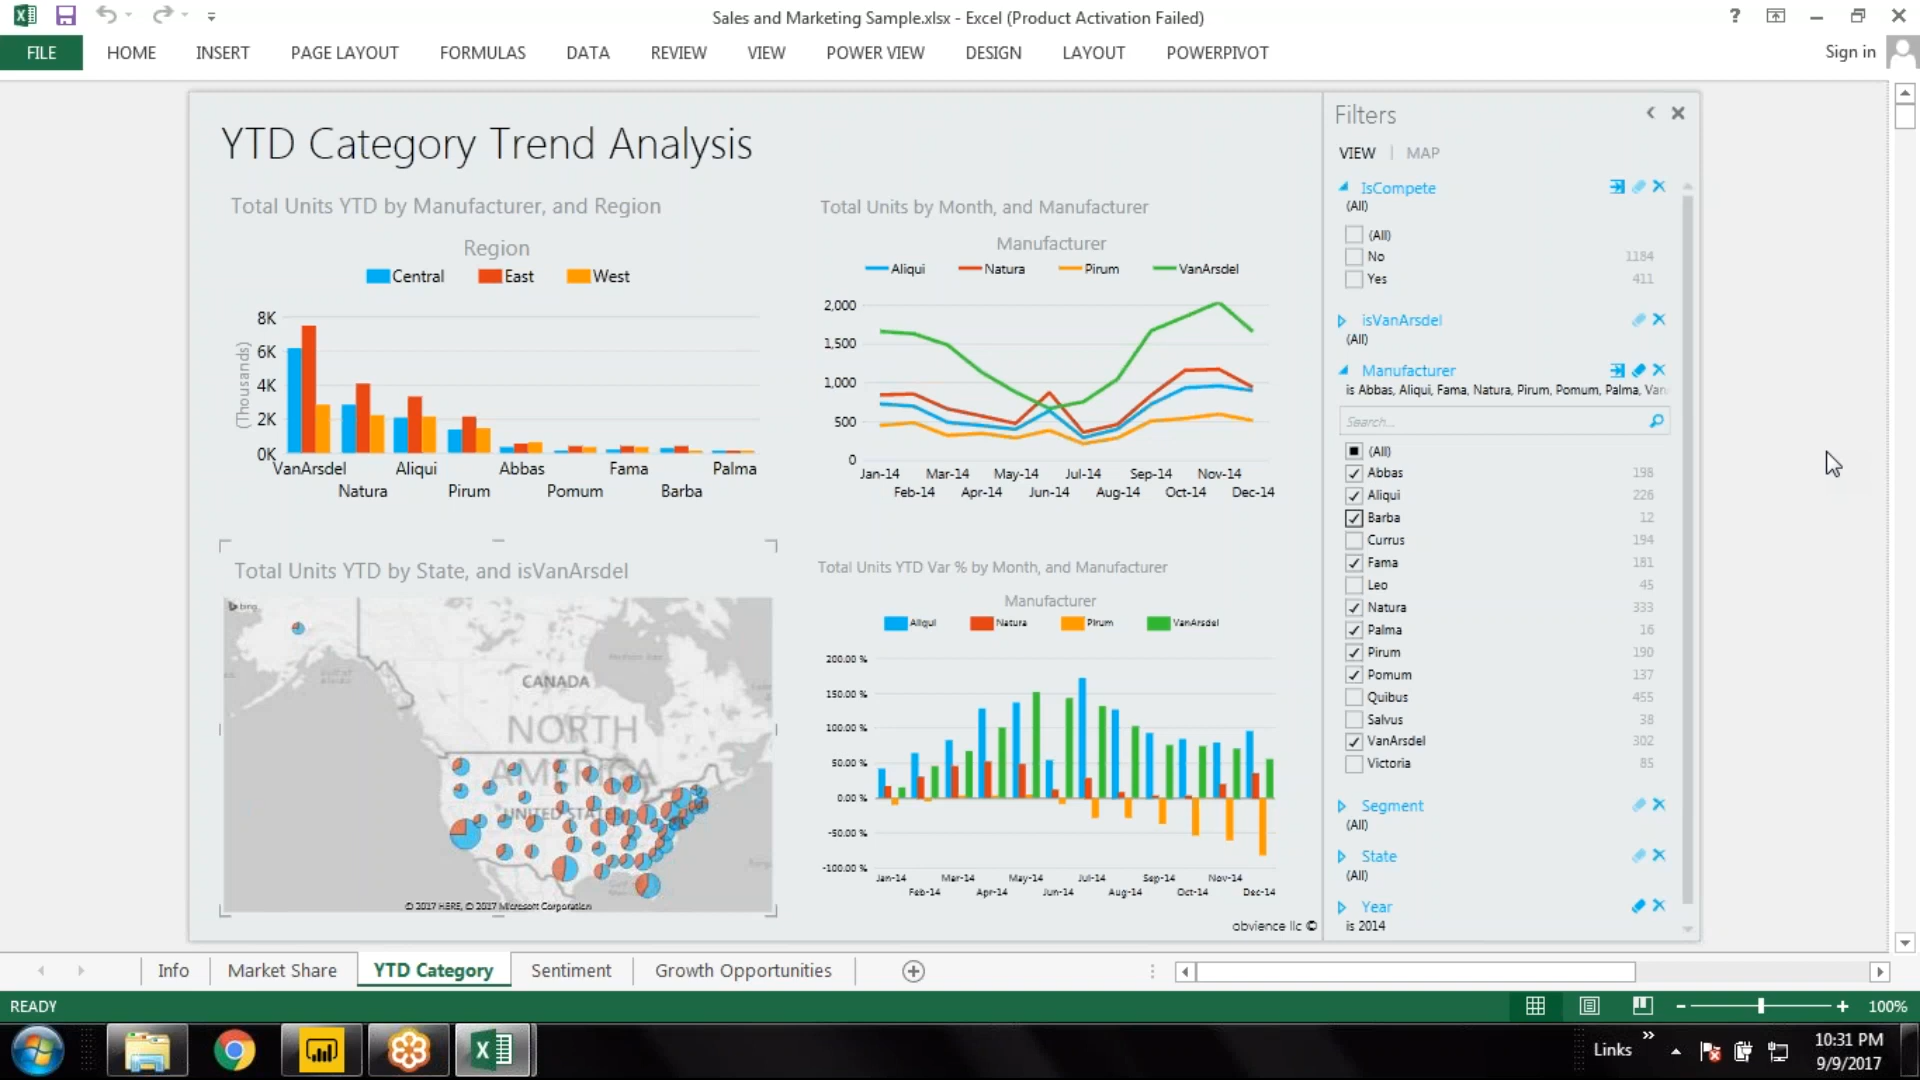 Sales and Marketing Sample.xlsx - Excel (Product Activation Failed)
FILE HOME INSERT PAGE LAYOUT FORMULAS DATA REVIEW VIEW POWER VIEW DESIGN LAYOUT POWERPIVOT Sign in
YTD Category Trend Analysis
Total Units YTD by Manufacturer, and Region
Region
Central East West
(Thousands)
8K
6K
4K
2K
0K
VanArsdel Aliqui Abbas Fama Palma
Natura Pirum Pomum Barba
Total Units by Month, and Manufacturer
Manufacturer
Aliqui Natura Pirum VanArsdel
2,000
1,500
1,000
500
0
Jan-14 Mar-14 May-14 Jul-14 Sep-14 Nov-14
Feb-14 Apr-14 Jun-14 Aug-14 Oct-14 Dec-14
Total Units YTD by State, and isVanArsdel
bing
CANADA
NORTH
AMERICA
UNITED STATES
© 2017 HERE, © 2017 Microsoft Corporation
Total Units YTD Var % by Month, and Manufacturer
Manufacturer
Aliqui Natura Pirum VanArsdel
200.00 %
150.00 %
100.00 %
50.00 %
0.00 %
-50.00 %
-100.00 %
Jan-14 Mar-14 May-14 Jul-14 Sep-14 Nov-14
Feb-14 Apr-14 Jun-14 Aug-14 Oct-14 Dec-14
obvience llc ©
Filters
VIEW | MAP
IsCompete
(All)
(All)
No 1184
Yes 411
isVanArsdel
(All)
Manufacturer
is Abbas, Aliqui, Fama, Natura, Pirum, Pomum, Palma, Van
Search...
(All)
Abbas 198
Aliqui 226
Barba 12
Currus 194
Fama 181
Leo 45
Natura 333
Palma 16
Pirum 190
Pomum 137
Quibus 455
Salvus 38
VanArsdel 302
Victoria 85
Segment
(All)
State
(All)
Year
is 2014
Info Market Share YTD Category Sentiment Growth Opportunities
READY 100%
Links 10:31 PM
9/9/2017